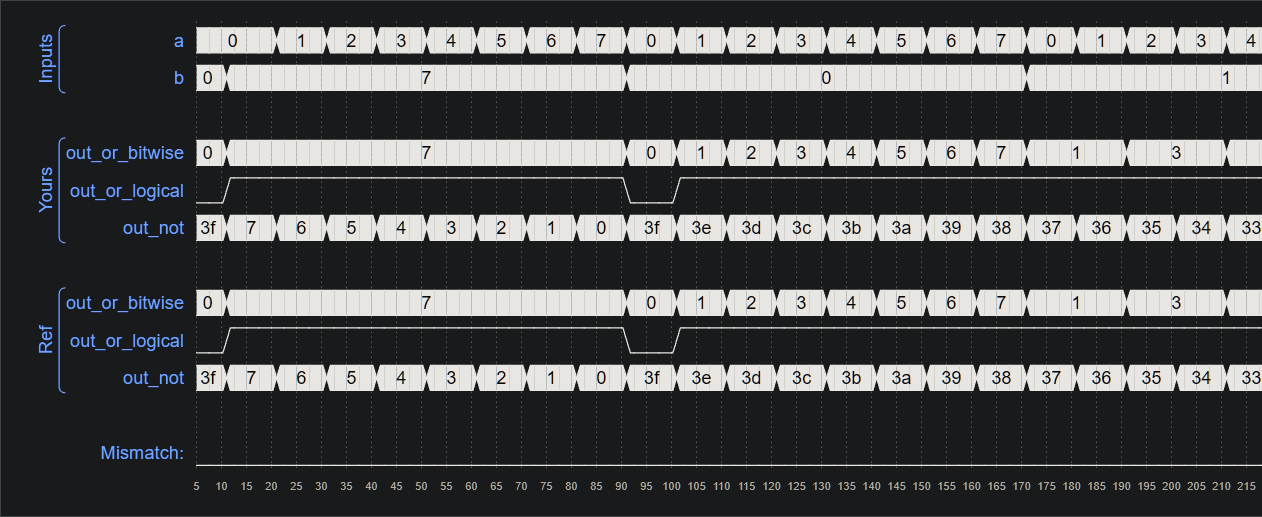 Inputs
a 0 1 2 3 4 5 6 7 0 1 2 3 4 5 6 7 0 1 2 3 4
b 0 7 0 1
Yours
out_or_bitwise 0 7 0 1 2 3 4 5 6 7 1 3
out_or_logical
out_not 3f 7 6 5 4 3 2 1 0 3f 3e 3d 3c 3b 3a 39 38 37 36 35 34 33
Ref
out_or_bitwise 0 7 0 1 2 3 4 5 6 7 1 3
out_or_logical
out_not 3f 7 6 5 4 3 2 1 0 3f 3e 3d 3c 3b 3a 39 38 37 36 35 34 33
Mismatch:
5 10 15 20 25 30 35 40 45 50 55 60 65 70 75 80 85 90 95 100 105 110 115 120 125 130 135 140 145 150 155 160 165 170 175 180 185 190 195 200 205 210 215